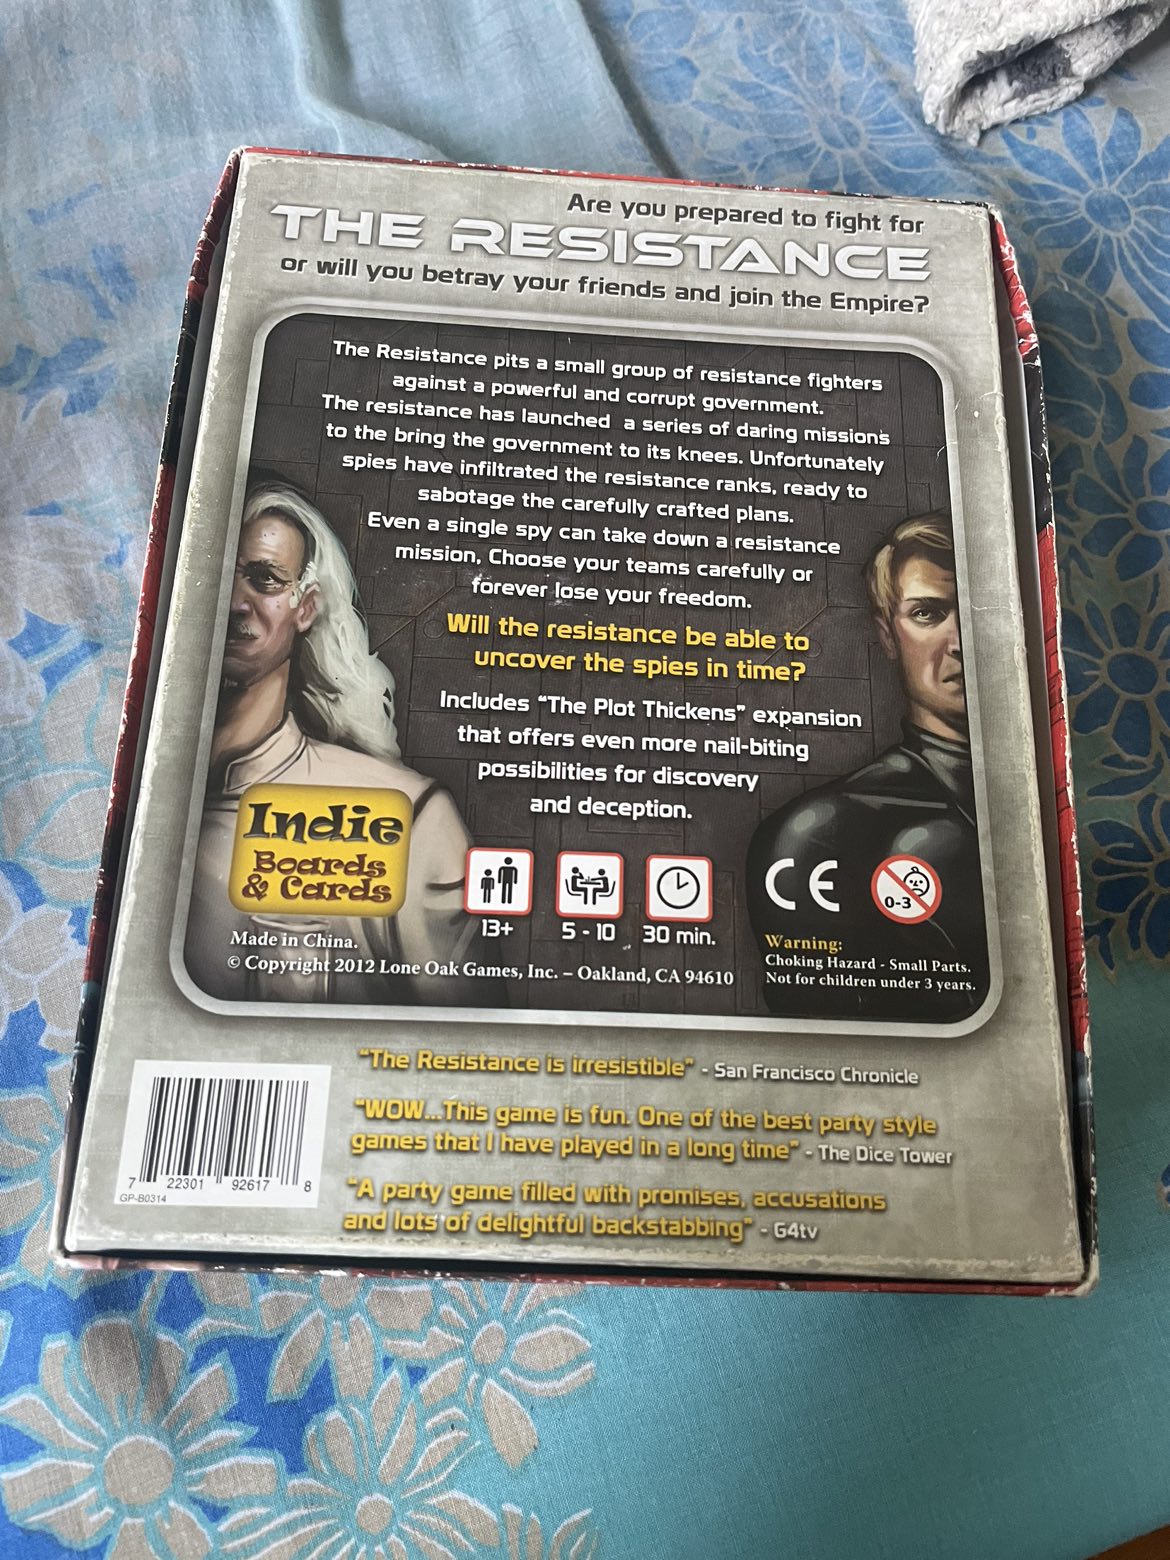 Are you prepared to fight for
THE RESISTANCE
or will you betray your friends and join the Empire?
The Resistance pits a small group of resistance fighters
against a powerful and corrupt government.
The resistance has launched a series of daring missions
to the bring the government to its knees. Unfortunately
spies have infiltrated the resistance ranks, ready to
sabotage the carefully crafted plans.
Even a single spy can take down a resistance
mission, Choose your teams carefully or
forever lose your freedom.
Will the resistance be able to
uncover the spies in time?
Includes “The Plot Thickens” expansion
that offers even more nail-biting
possibilities for discovery
and deception.
Indie
Boards
& Cards
13+
5 - 10
30 min.
CE
0-3
Made in China.
© Copyright 2012 Lone Oak Games, Inc. – Oakland, CA 94610
Warning:
Choking Hazard - Small Parts.
Not for children under 3 years.
“The Resistance is irresistible” - San Francisco Chronicle
“WOW...This game is fun. One of the best party style
games that I have played in a long time” - The Dice Tower
“A party game filled with promises, accusations
and lots of delightful backstabbing” - G4tv
7 22301 92617 8
GP-B0314